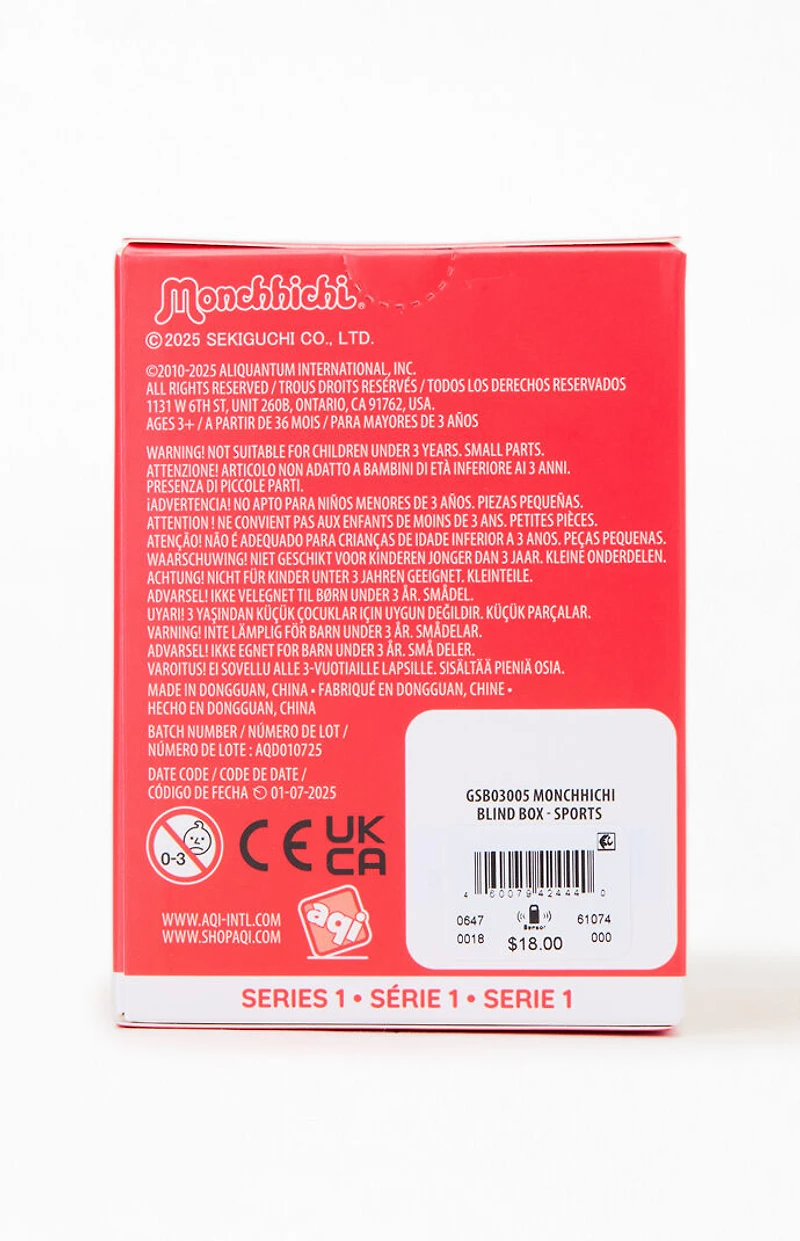 Monchhichi®
©2025 SEKIGUCHI CO., LTD.
©2010-2025 ALIQUANTUM INTERNATIONAL, INC.
ALL RIGHTS RESERVED / TROUS DROITS RESÉRVÉS / TODOS LOS DERECHOS RESERVADOS
1131 W 6TH ST, UNIT 260B, ONTARIO, CA 91762, USA.
AGES 3+ / A PARTIR DE 36 MOIS / PARA MAYORES DE 3 AÑOS
WARNING! NOT SUITABLE FOR CHILDREN UNDER 3 YEARS. SMALL PARTS.
ATTENZIONE! ARTICOLO NON ADATTO A BAMBINI DI ETÀ INFERIORE AI 3 ANNI.
PRESENZA DI PICCOLE PARTI.
¡ADVERTENCIA! NO APTO PARA NIÑOS MENORES DE 3 AÑOS. PIEZAS PEQUEÑAS.
ATTENTION ! NE CONVIENT PAS AUX ENFANTS DE MOINS DE 3 ANS. PETITES PIÈCES.
ATENÇÃO! NÃO É ADEQUADO PARA CRIANÇAS DE IDADE INFERIOR A 3 ANOS. PEÇAS PEQUENAS.
WAARSCHUWING! NIET GESCHIKT VOOR KINDEREN JONGER DAN 3 JAAR. KLEINE ONDERDELEN.
ACHTUNG! NICHT FÜR KINDER UNTER 3 JAHREN GEEIGNET. KLEINTEILE.
ADVARSEL! IKKE VELEGNET TIL BØRN UNDER 3 ÅR. SMÅDEL.
UYARI! 3 YAŞINDAN KÜÇÜK ÇOCUKLAR IÇIN UYGUN DEĞILDIR. KÜÇÜK PARÇALAR.
VARNING! INTE LÄMPLIG FÖR BARN UNDER 3 ÅR. SMÅDELAR.
ADVARSEL! IKKE EGNET FOR BARN UNDER 3 ÅR. SMÅ DELER.
VAROITUS! EI SOVELLU ALLE 3-VUOTIAILLE LAPSILLE. SISÄLTÄÄ PIENIÄ OSIA.
MADE IN DONGGUAN, CHINA • FABRIQUÉ EN DONGGUAN, CHINE •
HECHO EN DONGGUAN, CHINA
BATCH NUMBER / NÚMERO DE LOT /
NÚMERO DE LOTE : AQD010725
DATE CODE / CODE DE DATE /
CÓDIGO DE FECHA 01-07-2025
0-3
CE
UK
CA
WWW.AQI-INTL.COM
WWW.SHOPAQI.COM
aqi
GSB03005 MONCHHICHI
BLIND BOX - SPORTS
4 60079 42444 0
0647 61074
Sensor
0018 $18.00 000
SERIES 1 • SÉRIE 1 • SERIE 1